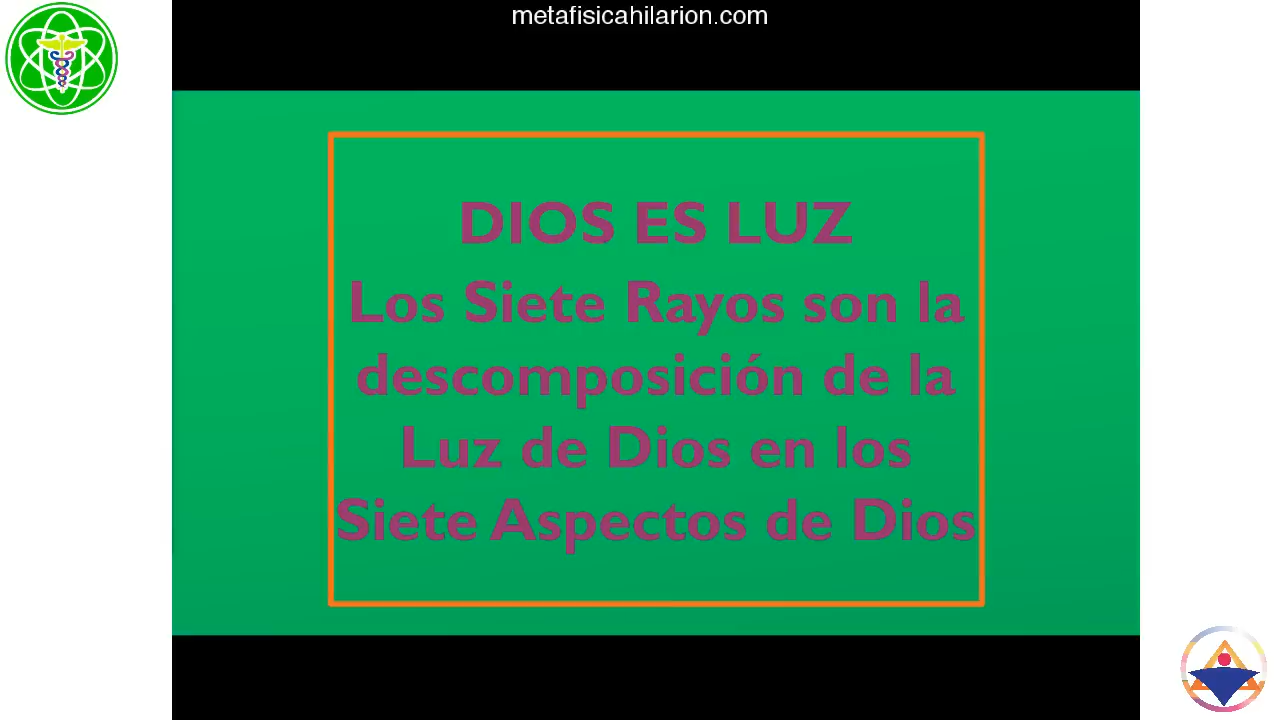 metafisicahilarion.com
DIOS ES LUZ
Los Siete Rayos son la
descomposición de la
Luz de Dios en los
Siete Aspectos de Dios